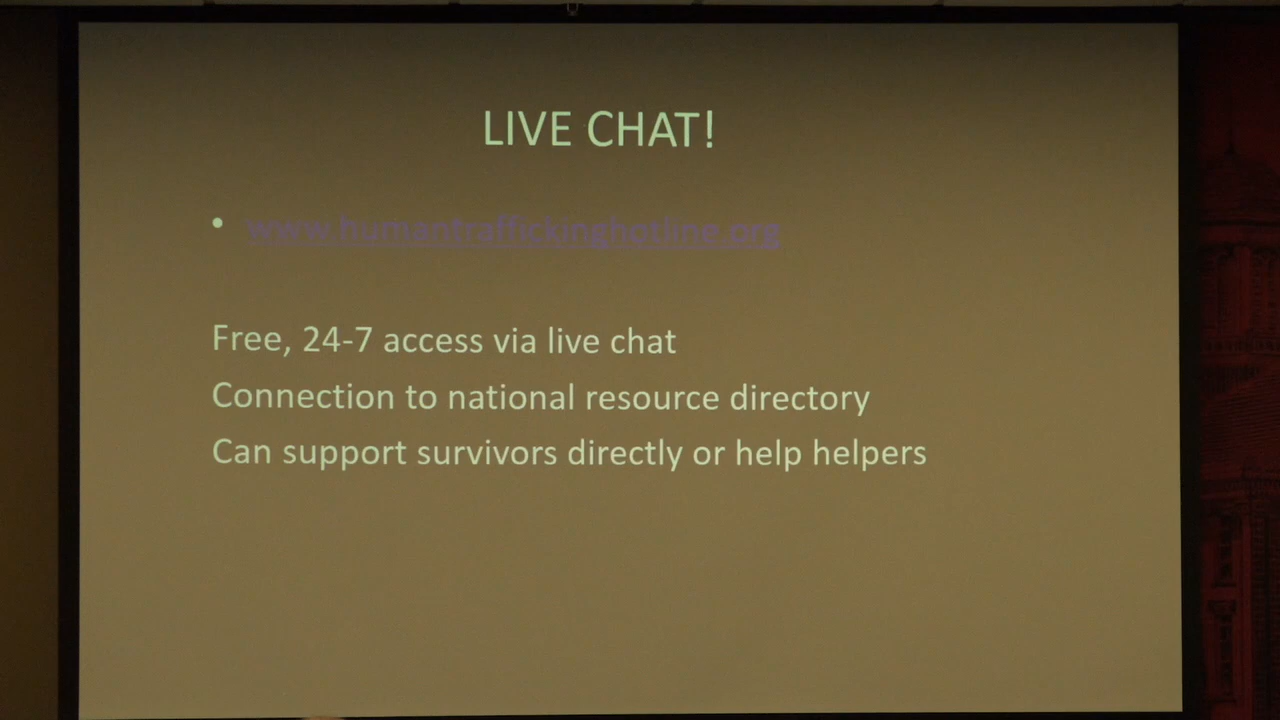 LIVE CHAT!
• www.humantraffickinghotline.org
Free, 24-7 access via live chat
Connection to national resource directory
Can support survivors directly or help helpers